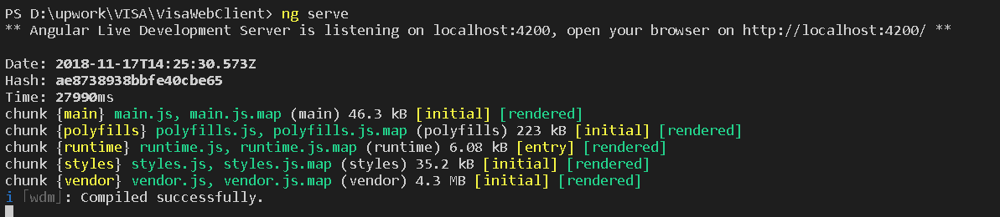 PS D:\upwork\VISA\VisaWebClient> ng serve
** Angular Live Development Server is listening on localhost:4200, open your browser on http://localhost:4200/ **
Date: 2018-11-17T14:25:30.573Z
Hash: ae8738938bbfe40cbe65
Time: 27990ms
chunk {main} main.js, main.js.map (main) 46.3 kB [initial] [rendered]
chunk {polyfills} polyfills.js, polyfills.js.map (polyfills) 223 kB [initial] [rendered]
chunk {runtime} runtime.js, runtime.js.map (runtime) 6.08 kB [entry] [rendered]
chunk {styles} styles.js, styles.js.map (styles) 35.2 kB [initial] [rendered]
chunk {vendor} vendor.js, vendor.js.map (vendor) 4.3 MB [initial] [rendered]
i ｢wdm｣: Compiled successfully.